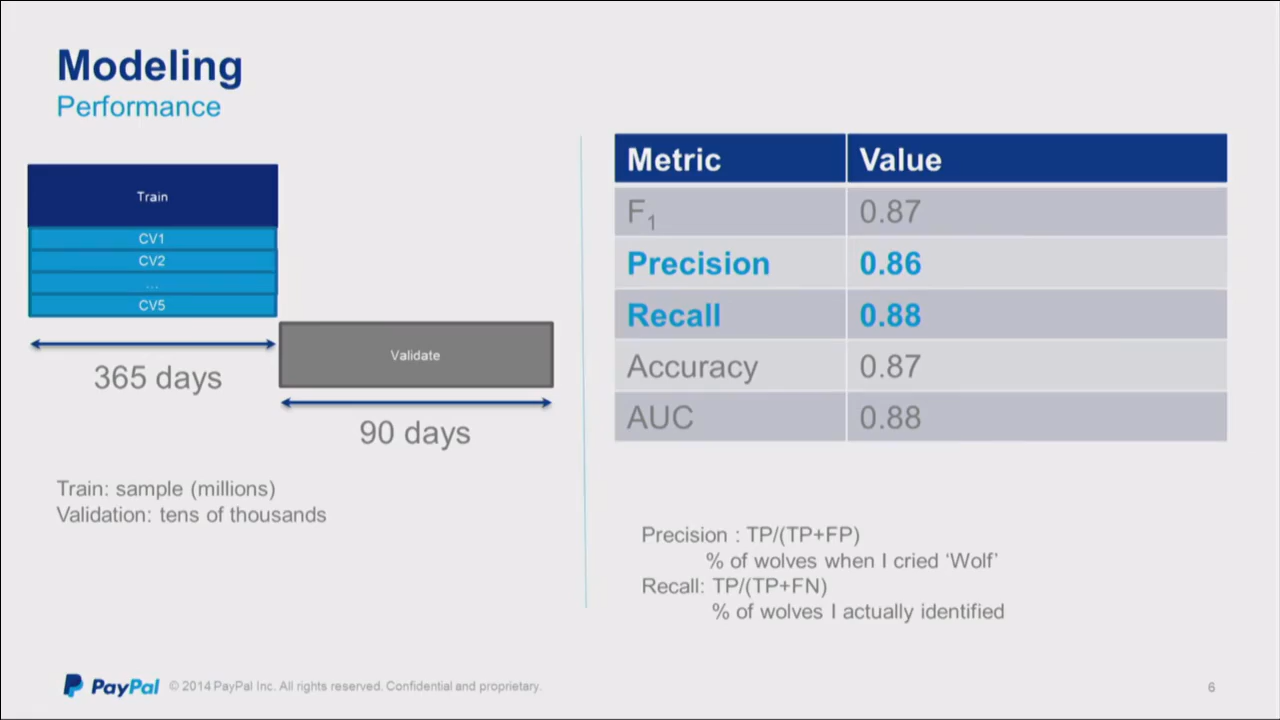 Modeling
Performance
Train
CV1
CV2
...
CV5
365 days
Validate
90 days
Train: sample (millions)
Validation: tens of thousands
Metric Value
F1 0.87
Precision 0.86
Recall 0.88
Accuracy 0.87
AUC 0.88
Precision : TP/(TP+FP)
% of wolves when I cried ‘Wolf’
Recall: TP/(TP+FN)
% of wolves I actually identified
PayPal © 2014 PayPal Inc. All rights reserved. Confidential and proprietary. 6